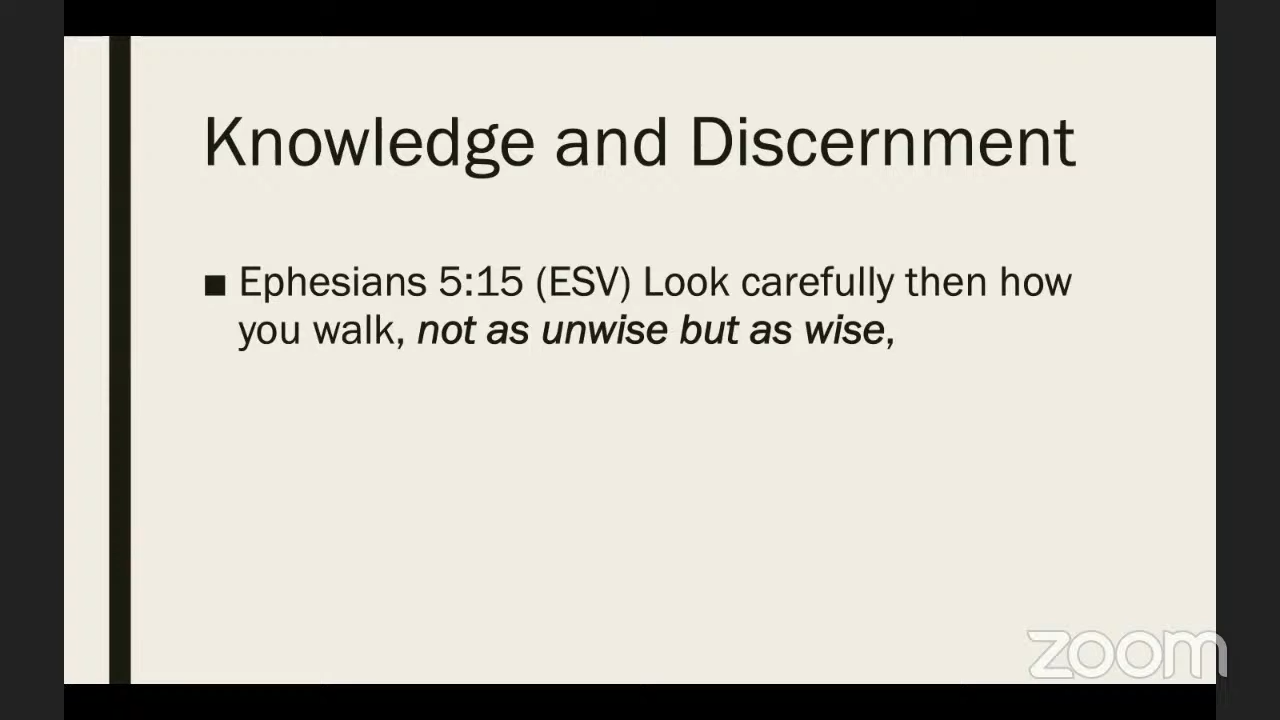 Knowledge and Discernment
■ Ephesians 5:15 (ESV) Look carefully then how
you walk, not as unwise but as wise,
zoom